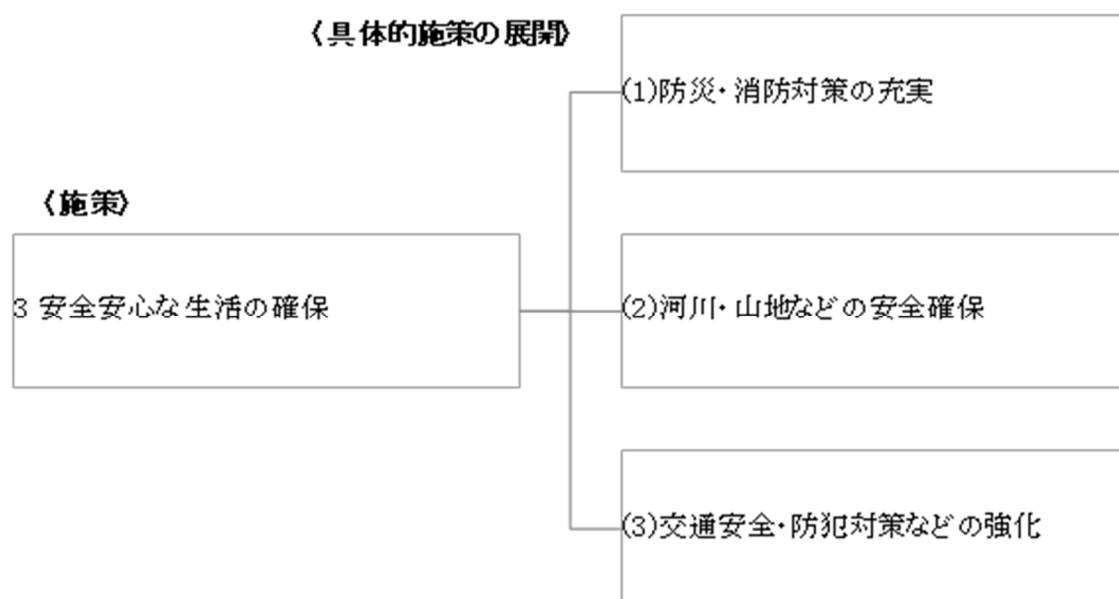 〈具体的施策の展開〉
(1)防災・消防対策の充実
〈施策〉
3 安全安心な生活の確保
(2)河川・山地などの安全確保
(3)交通安全・防犯対策などの強化